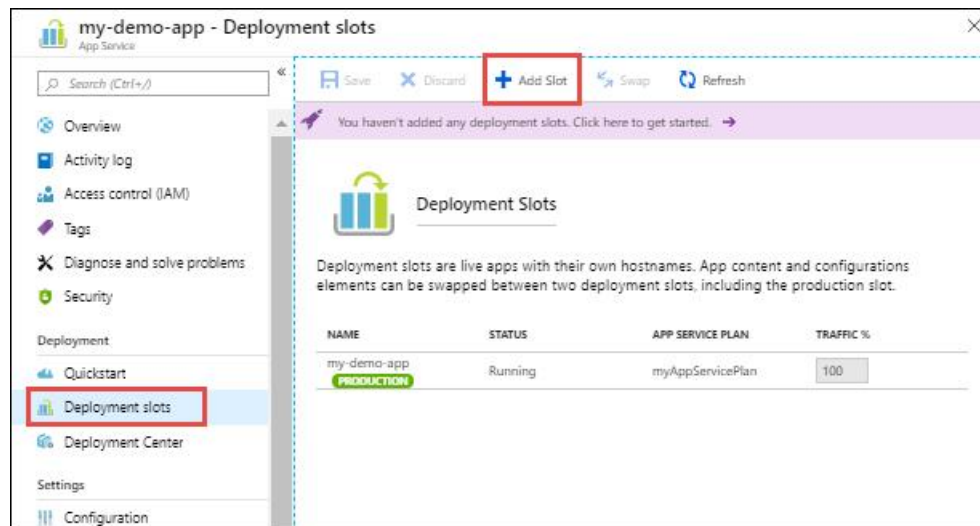 my-demo-app - Deployment slots
App Service
Search (Ctrl+/)
«
Overview
Activity log
Access control (IAM)
Tags
Diagnose and solve problems
Security
Deployment
Quickstart
Deployment slots
Deployment Center
Settings
Configuration
Save Discard Add Slot Swap Refresh
You haven't added any deployment slots. Click here to get started. →
Deployment Slots
Deployment slots are live apps with their own hostnames. App content and configurations
elements can be swapped between two deployment slots, including the production slot.
NAME STATUS APP SERVICE PLAN TRAFFIC %
my-demo-app Running myAppServicePlan 100
PRODUCTION